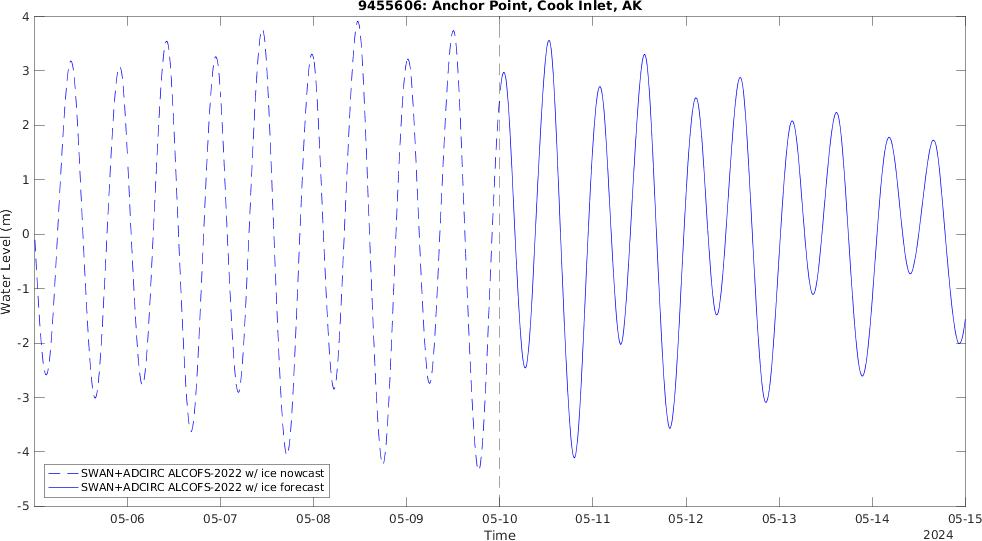 9455606: Anchor Point, Cook Inlet, AK
4
3
2
1
0
-1
-2
-3
-4
-5
Water Level (m)
SWAN+ADCIRC ALCOFS-2022 w/ ice nowcast
SWAN+ADCIRC ALCOFS-2022 w/ ice forecast
05-06 05-07 05-08 05-09 05-10 05-11 05-12 05-13 05-14 05-15
Time
2024